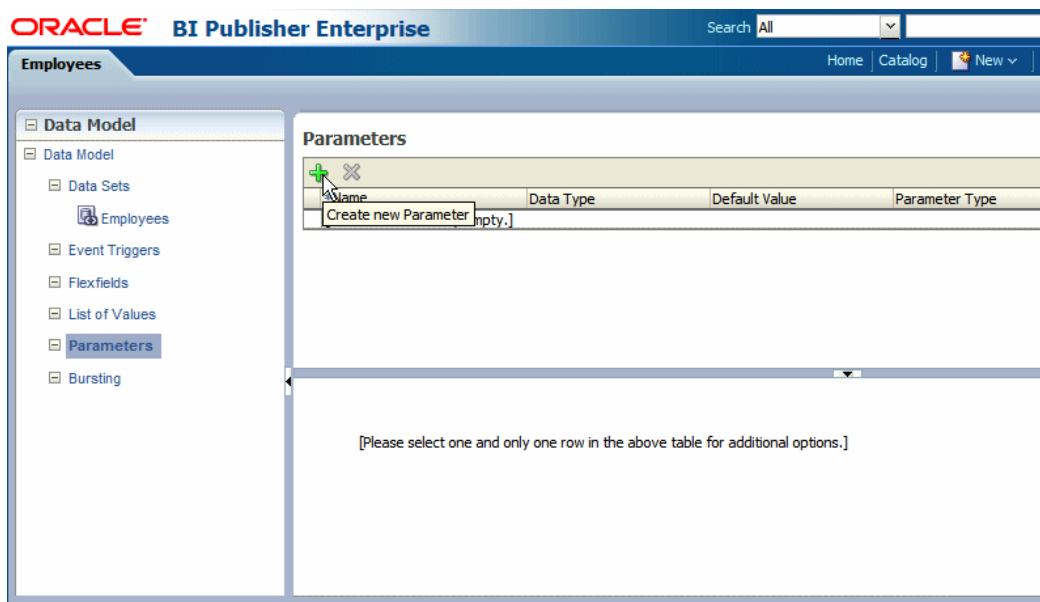 ORACLE BI Publisher Enterprise Search All
Employees Home Catalog New
Data Model
Data Model
Data Sets
Employees
Event Triggers
Flexfields
List of Values
Parameters
Bursting
Parameters
Name Data Type Default Value Parameter Type
Create new Parameter mpty.]
[Please select one and only one row in the above table for additional options.]